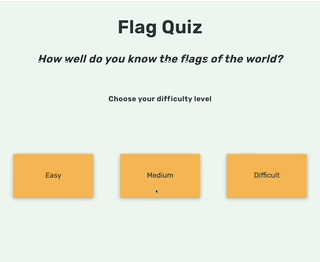 Flag Quiz
How well do you know the flags of the world?
Choose your difficulty level
Easy
Medium
Difficult